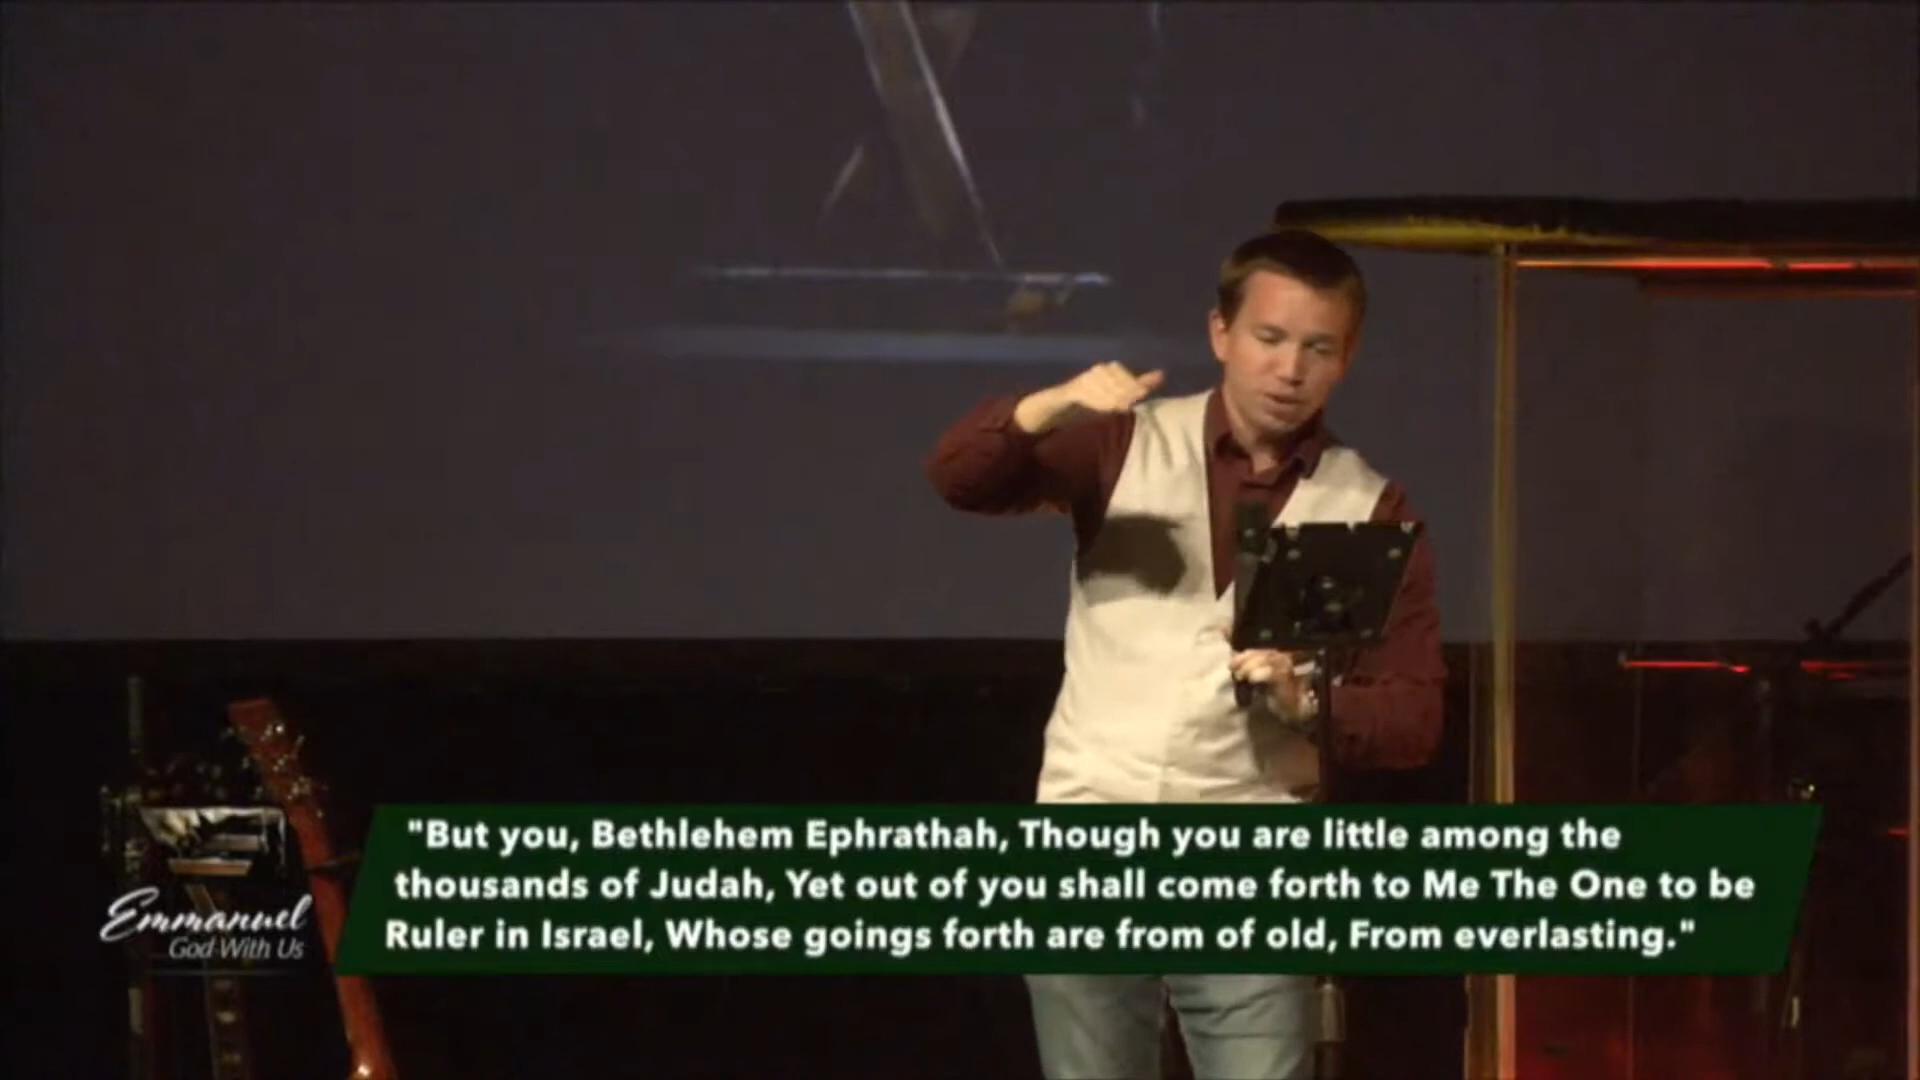 "But you, Bethlehem Ephrathah, Though you are little among the
thousands of Judah, Yet out of you shall come forth to Me The One to be
Ruler in Israel, Whose goings forth are from of old, From everlasting."
Emmanuel
God With Us